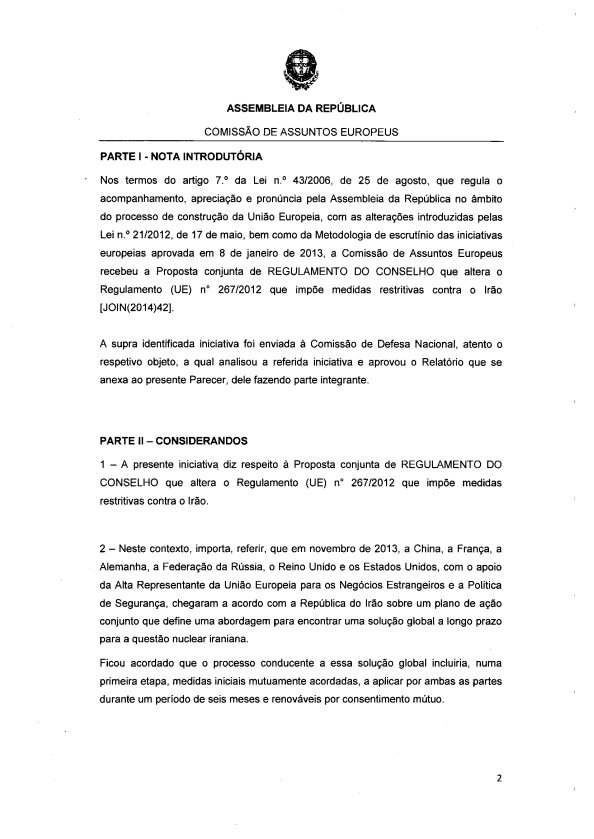 ASSEMBLEIA DA REPÚBLICA
COMISSÃO DE ASSUNTOS EUROPEUS
PARTE I - NOTA INTRODUTÓRIA
Nos termos do artigo 7.º da Lei n.º 43/2006, de 25 de agosto, que regula o
acompanhamento, apreciação e pronúncia pela Assembleia da República no âmbito
do processo de construção da União Europeia, com as alterações introduzidas pelas
Lei n.º 21/2012, de 17 de maio, bem como da Metodologia de escrutínio das iniciativas
europeias aprovada em 8 de janeiro de 2013, a Comissão de Assuntos Europeus
recebeu a Proposta conjunta de REGULAMENTO DO CONSELHO que altera o
Regulamento (UE) n° 267/2012 que impõe medidas restritivas contra o Irão
[JOIN(2014)42].
A supra identificada iniciativa foi enviada à Comissão de Defesa Nacional, atento o
respetivo objeto, a qual analisou a referida iniciativa e aprovou o Relatório que se
anexa ao presente Parecer, dele fazendo parte integrante.
PARTE II – CONSIDERANDOS
1 – A presente iniciativa diz respeito à Proposta conjunta de REGULAMENTO DO
CONSELHO que altera o Regulamento (UE) n° 267/2012 que impõe medidas
restritivas contra o Irão.
2 – Neste contexto, importa, referir, que em novembro de 2013, a China, a França, a
Alemanha, a Federação da Rússia, o Reino Unido e os Estados Unidos, com o apoio
da Alta Representante da União Europeia para os Negócios Estrangeiros e a Política
de Segurança, chegaram a acordo com a República do Irão sobre um plano de ação
conjunto que define uma abordagem para encontrar uma solução global a longo prazo
para a questão nuclear iraniana.
Ficou acordado que o processo conducente a essa solução global incluiria, numa
primeira etapa, medidas iniciais mutuamente acordadas, a aplicar por ambas as partes
durante um período de seis meses e renováveis por consentimento mútuo.
2